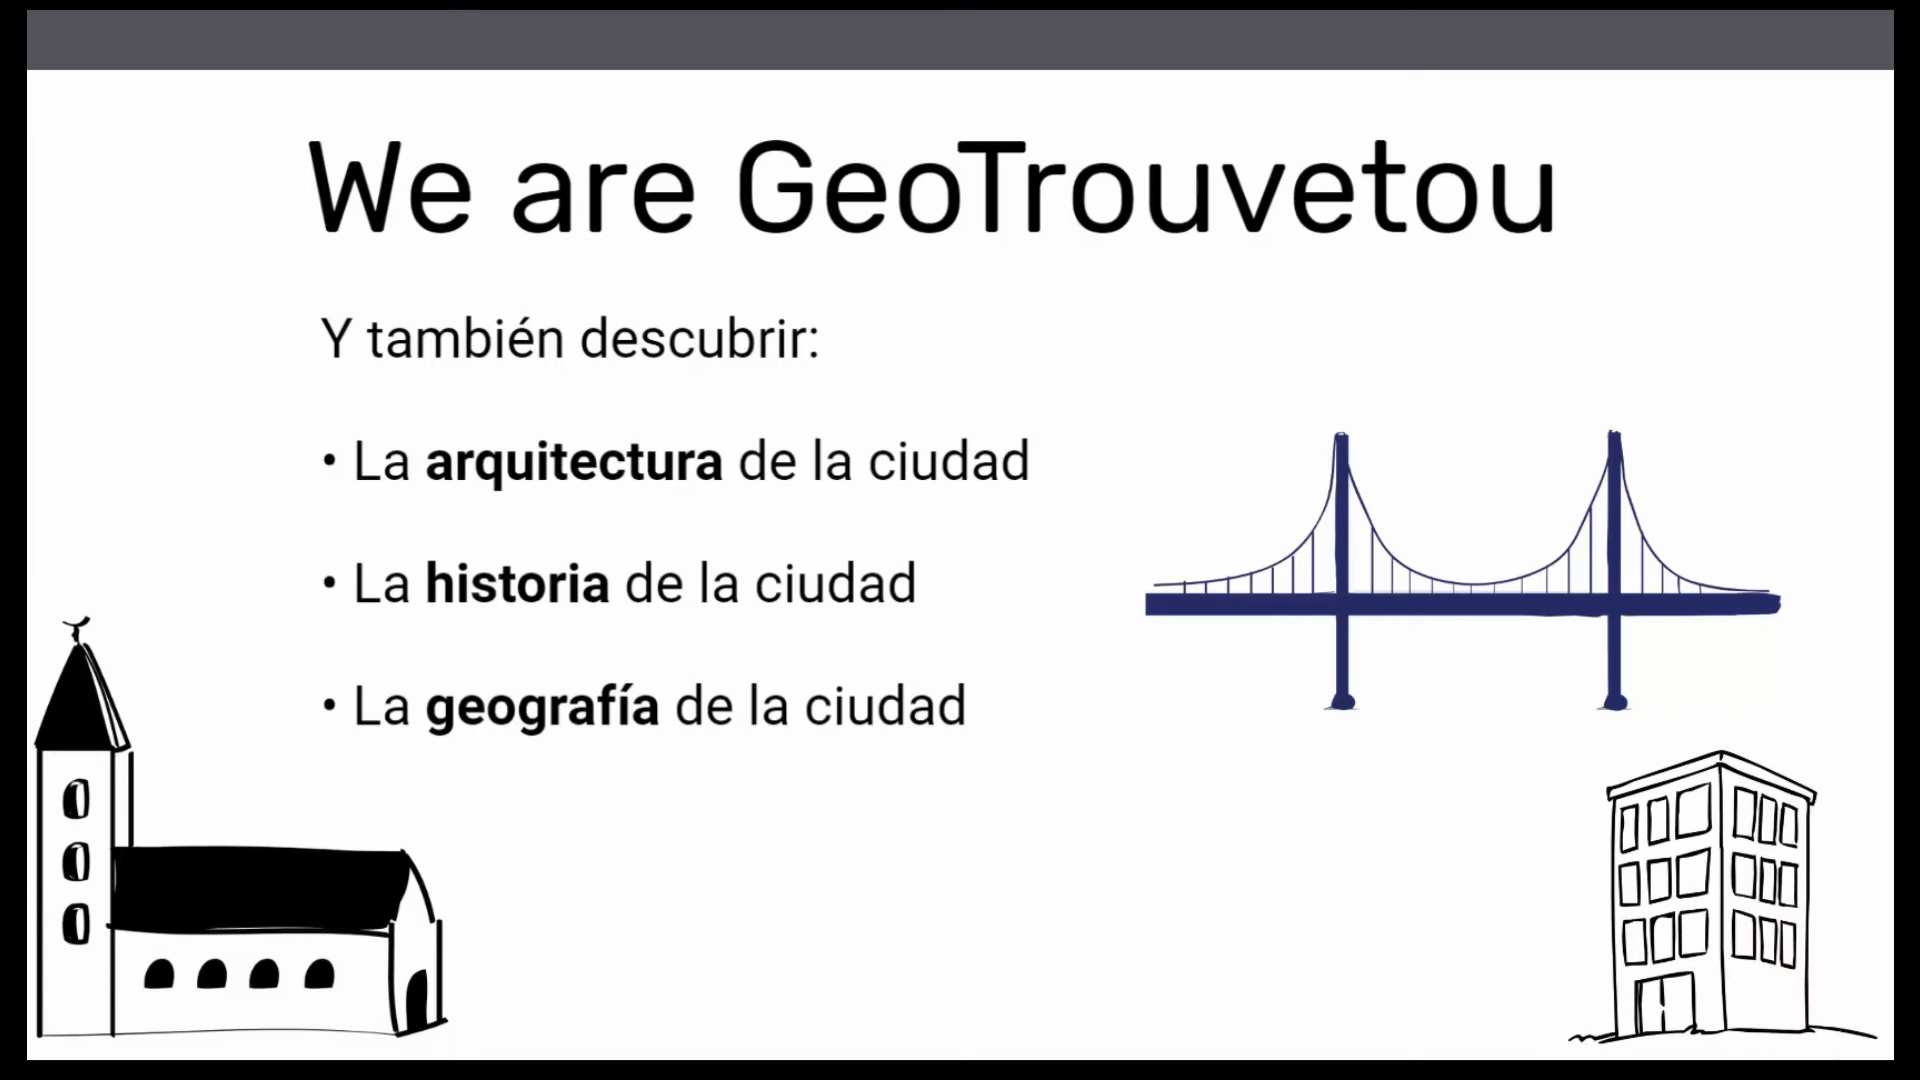 We are GeoTrouvetou
Y también descubrir:
• La arquitectura de la ciudad
• La historia de la ciudad
• La geografía de la ciudad